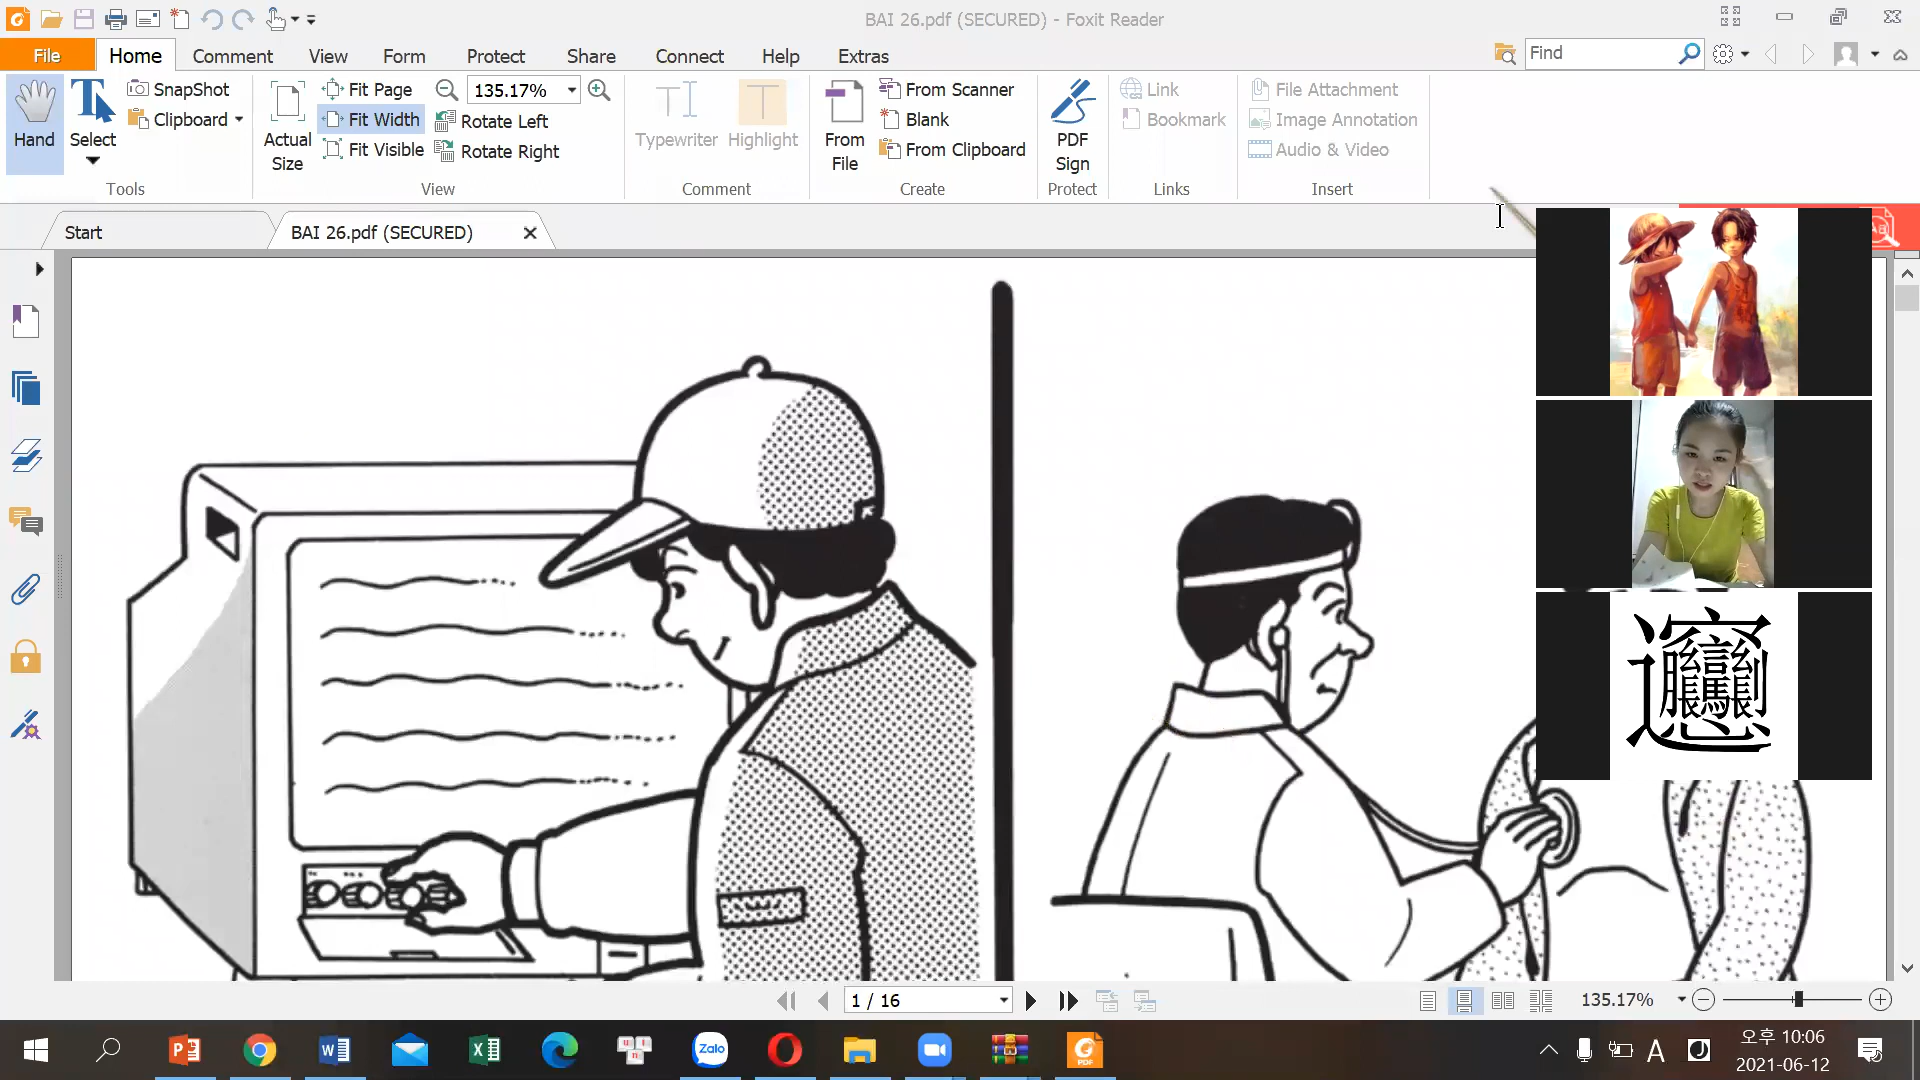 BAI 26.pdf (SECURED) - Foxit Reader
File Home Comment View Form Protect Share Connect Help Extras
Find
Hand
Select
SnapShot
Clipboard
Tools
Actual Size
Fit Page
Fit Width
Fit Visible
135.17%
Rotate Left
Rotate Right
View
Typewriter
Highlight
Comment
From File
From Scanner
Blank
From Clipboard
Create
PDF Sign
Protect
Link
Bookmark
Links
File Attachment
Image Annotation
Audio & Video
Insert
Start
BAI 26.pdf (SECURED)
1 / 16
135.17%
Zalo
PDF
A
오후 10:06
2021-06-12